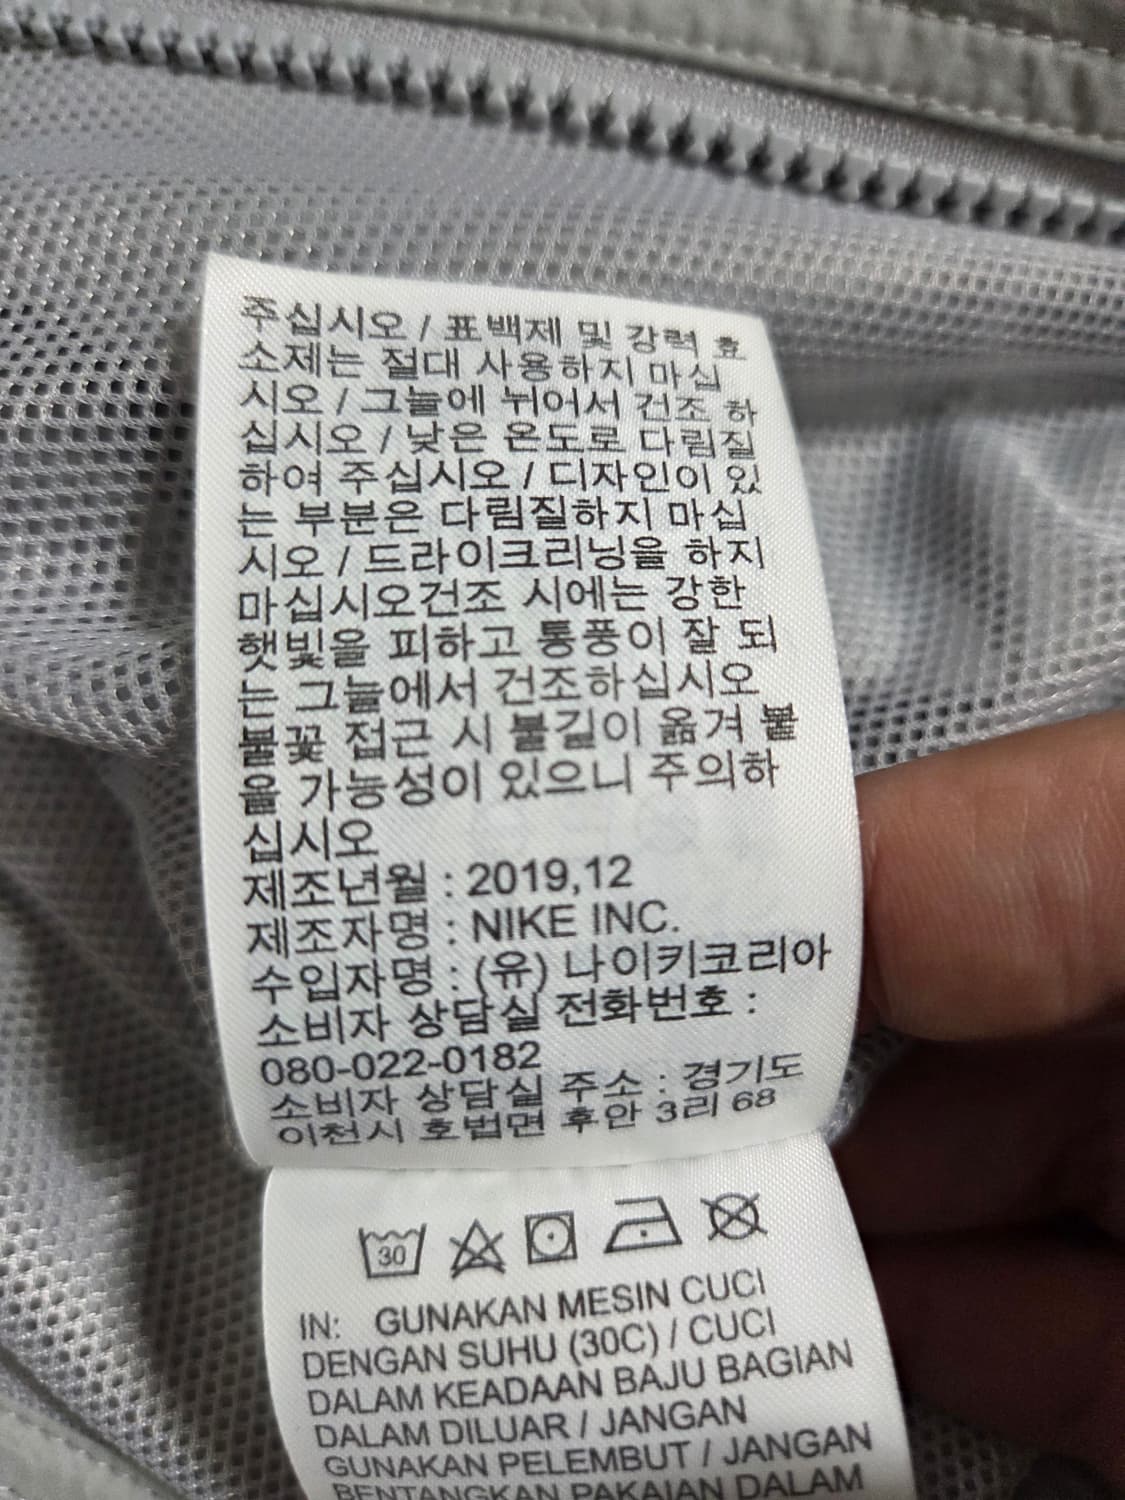 주십시오 / 표백제 및 강력 효
소제는 절대 사용하지 마십
시오 / 그늘에 뉘어서 건조 하
십시오 / 낮은 온도로 다림질
하여 주십시오 / 디자인이 있
는 부분은 다림질하지 마십
시오 / 드라이크리닝을 하지
마십시오건조 시에는 강한
햇빛을 피하고 통풍이 잘 되
는 그늘에서 건조하십시오
불꽃 접근 시 불길이 옮겨 붙
을 가능성이 있으니 주의하
십시오
제조년월 : 2019,12
제조자명 : NIKE INC.
수입자명 : (유) 나이키코리아
소비자 상담실 전화번호 :
080-022-0182
소비자 상담실 주소 : 경기도
이천시 호법면 후안 3리 68
30
IN: GUNAKAN MESIN CUCI
DENGAN SUHU (30C) / CUCI
DALAM KEADAAN BAJU BAGIAN
DALAM DILUAR / JANGAN
GUNAKAN PELEMBUT / JANGAN
BENTANGKAN PAKAIAN DALAM